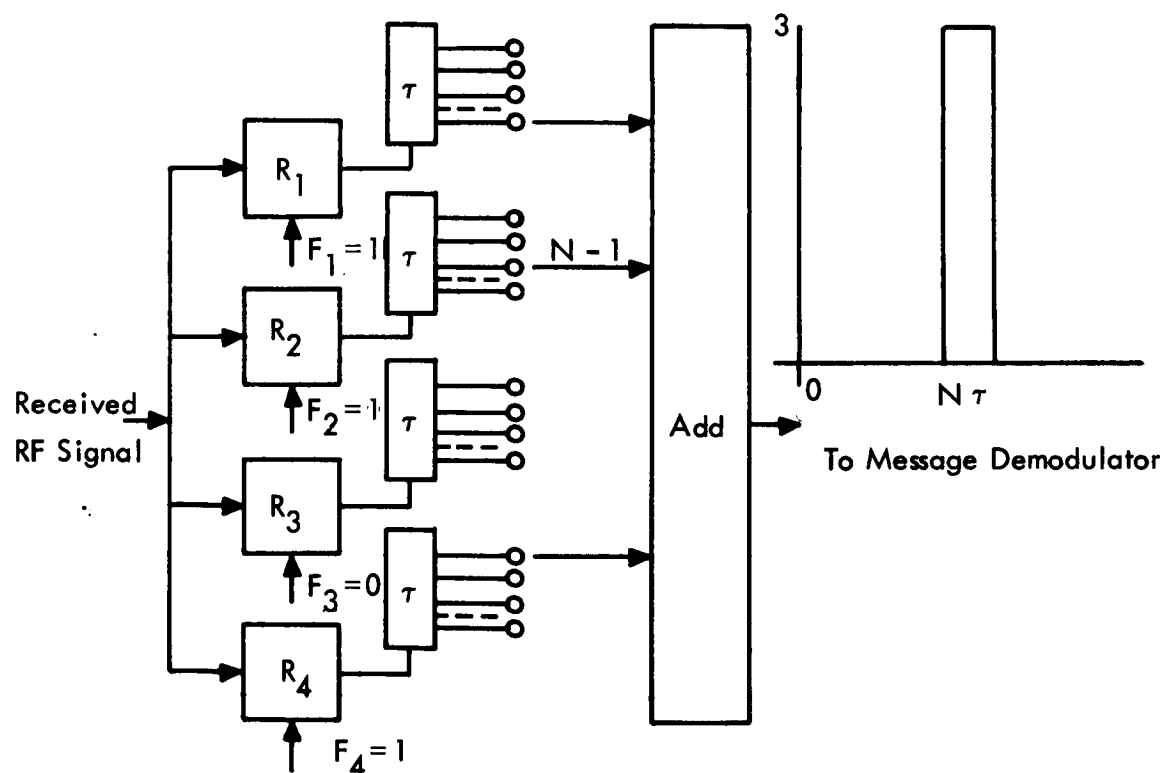 3
τ
R1
F1 = 1
τ
N - 1
R2
0
N τ
Received
RF Signal
F2 = 1
τ
Add
To Message Demodulator
R3
F3 = 0
τ
R4
F4 = 1